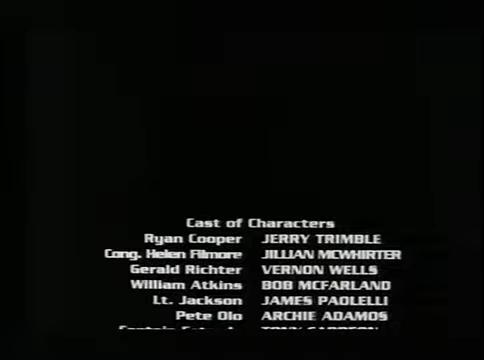 Cast of Characters
Ryan Cooper JERRY TRIMBLE
Cong. Helen Filmore JILLIAN MCWHIRTER
Gerald Richter VERNON WELLS
William Atkins BOB MCFARLAND
Lt. Jackson JAMES PAOLELLI
Pete Olo ARCHIE ADAMOS